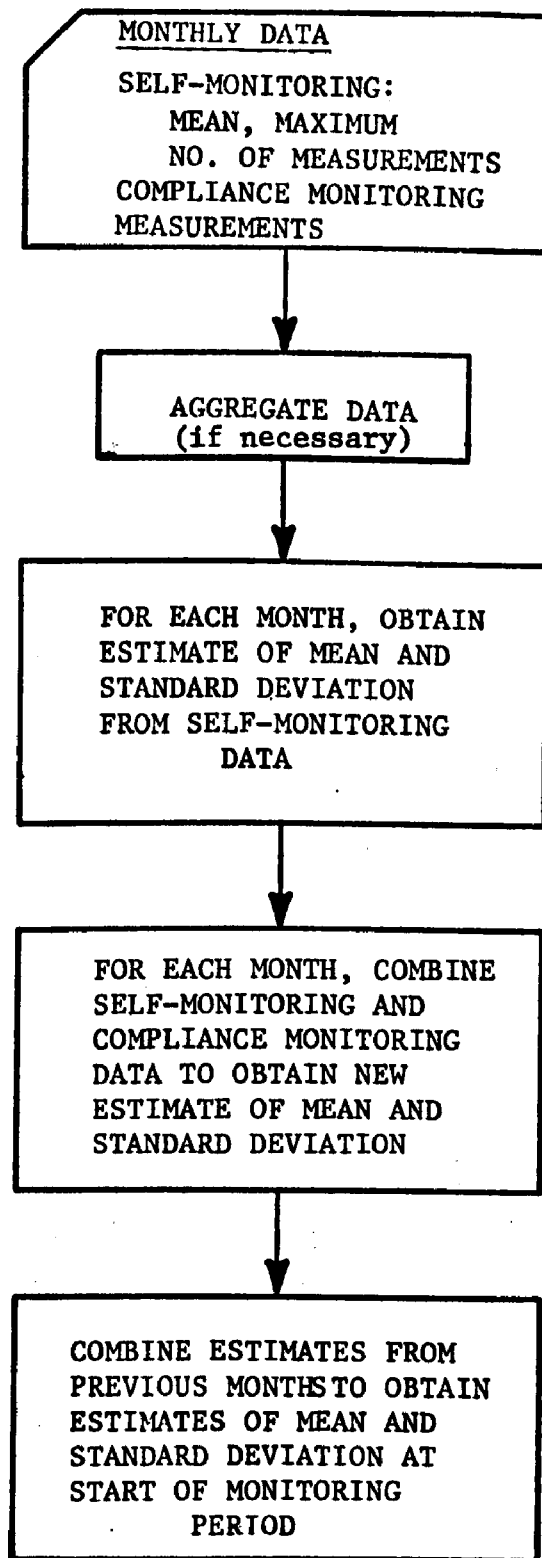 MONTHLY DATA
SELF-MONITORING:
MEAN, MAXIMUM
NO. OF MEASUREMENTS
COMPLIANCE MONITORING
MEASUREMENTS
AGGREGATE DATA
(if necessary)
FOR EACH MONTH, OBTAIN
ESTIMATE OF MEAN AND
STANDARD DEVIATION
FROM SELF-MONITORING
DATA
FOR EACH MONTH, COMBINE
SELF-MONITORING AND
COMPLIANCE MONITORING
DATA TO OBTAIN NEW
ESTIMATE OF MEAN AND
STANDARD DEVIATION
COMBINE ESTIMATES FROM
PREVIOUS MONTHS TO OBTAIN
ESTIMATES OF MEAN AND
STANDARD DEVIATION AT
START OF MONITORING
PERIOD